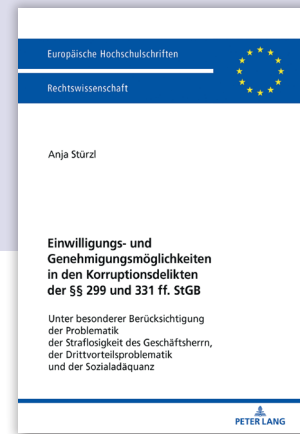 Europäische Hochschulschriften
Rechtswissenschaft
Anja Stürzl
Einwilligungs- und
Genehmigungsmöglichkeiten
in den Korruptionsdelikten
der §§ 299 und 331 ff. StGB
Unter besonderer Berücksichtigung
der Problematik
der Straflosigkeit des Geschäftsherrn,
der Drittvorteilsproblematik
und der Sozialadäquanz
PETER LANG